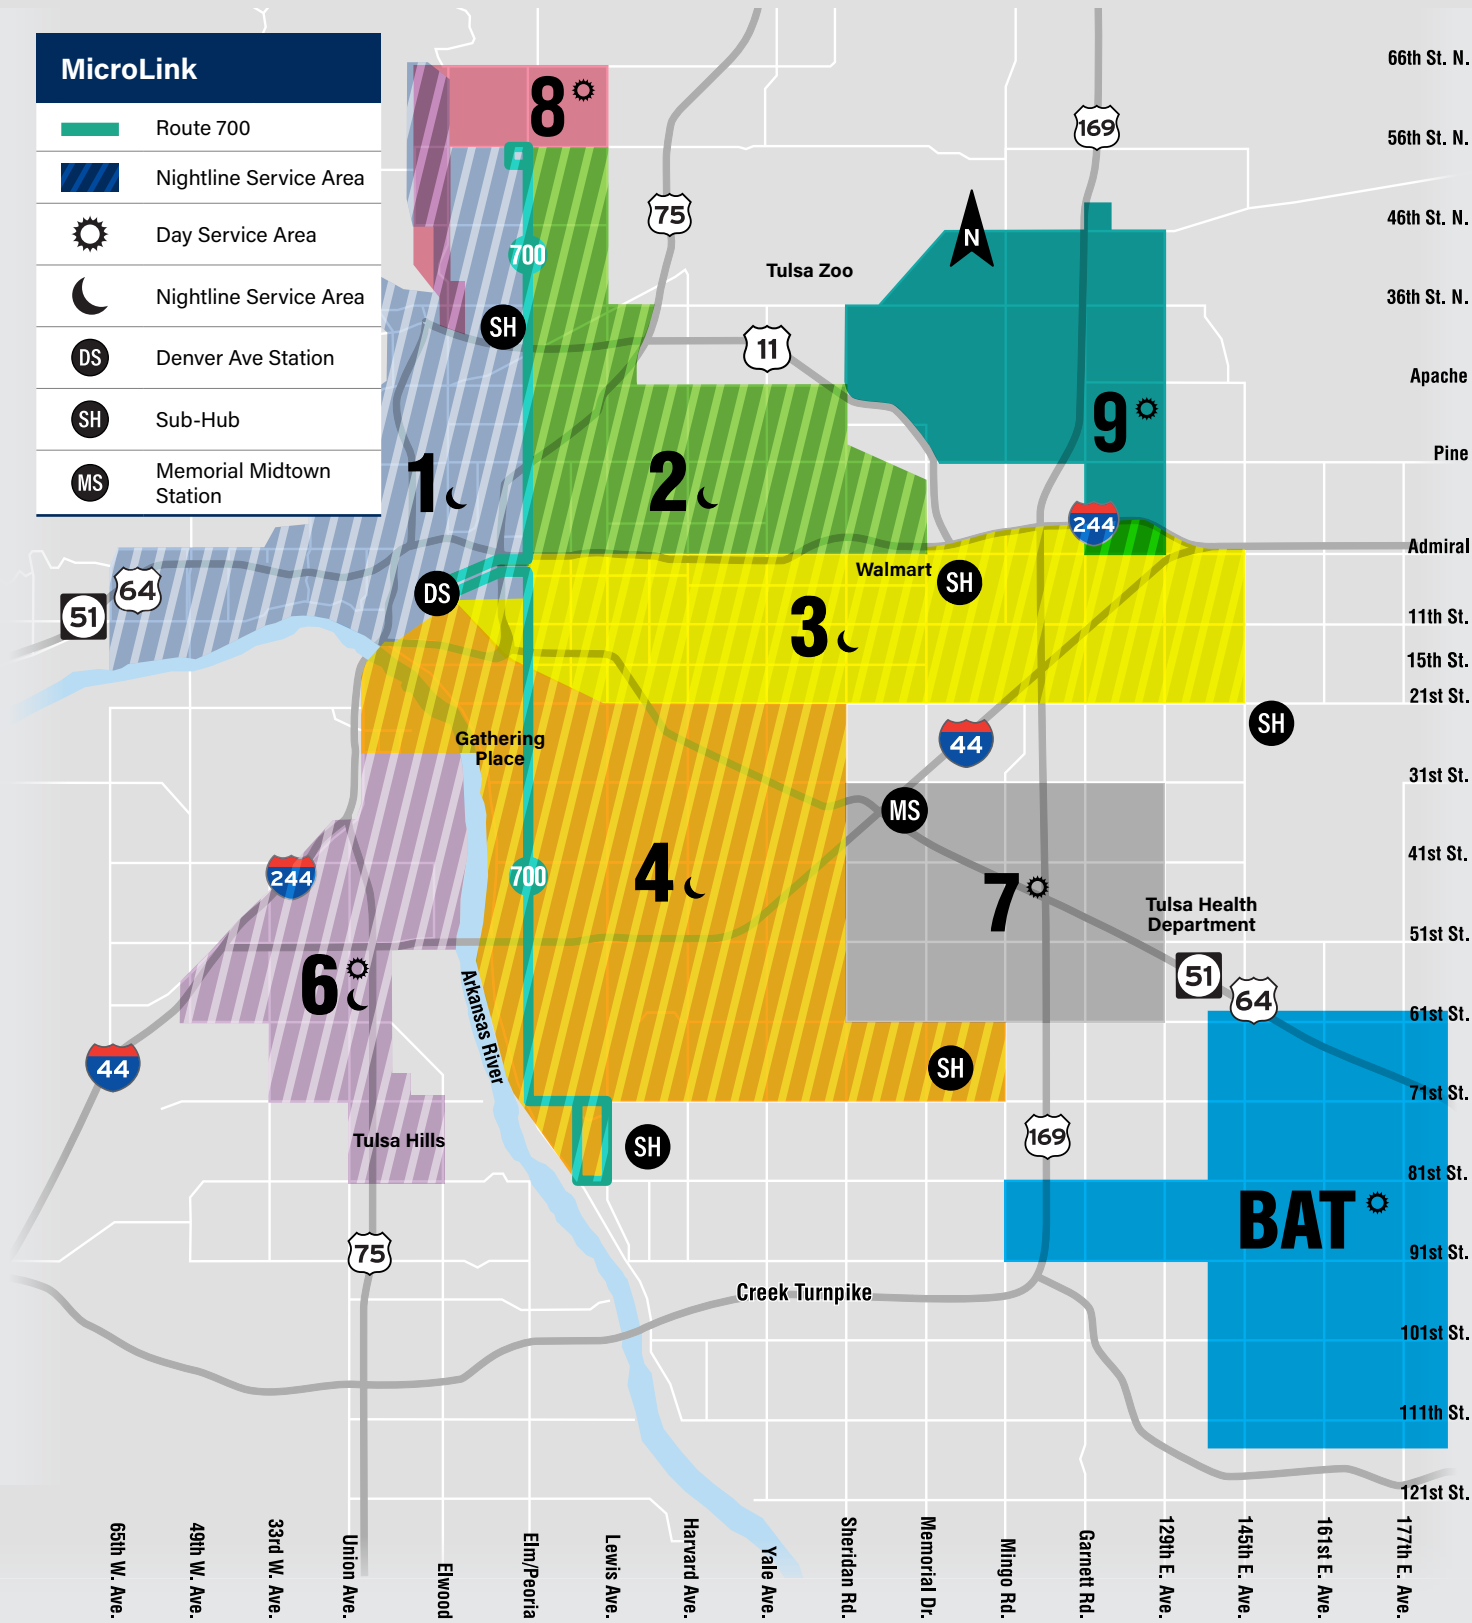 MicroLink
Route 700
Nightline Service Area
Day Service Area
Nightline Service Area
DS
Denver Ave Station
SH
Sub-Hub
MS
Memorial Midtown
Station
8
169
75
700
N
Tulsa Zoo
SH
11
9
1
2
244
64
51
DS
Walmart
SH
3
SH
Gathering
Place
44
MS
244
700
4
7
Tulsa Health
Department
6
51
64
Arkansas River
44
SH
Tulsa Hills
SH
169
BAT
75
Creek Turnpike
66th St. N.
56th St. N.
46th St. N.
36th St. N.
Apache
Pine
Admiral
11th St.
15th St.
21st St.
31st St.
41st St.
51st St.
61st St.
71st St.
81st St.
91st St.
101st St.
111th St.
121st St.
65th W. Ave.
49th W. Ave.
33rd W. Ave.
Union Ave.
Elwood
Elm/Peoria
Lewis Ave.
Harvard Ave.
Yale Ave.
Sheridan Rd.
Memorial Dr.
Mingo Rd.
Garnett Rd.
129th E. Ave.
145th E. Ave.
161st E. Ave.
177th E. Ave.